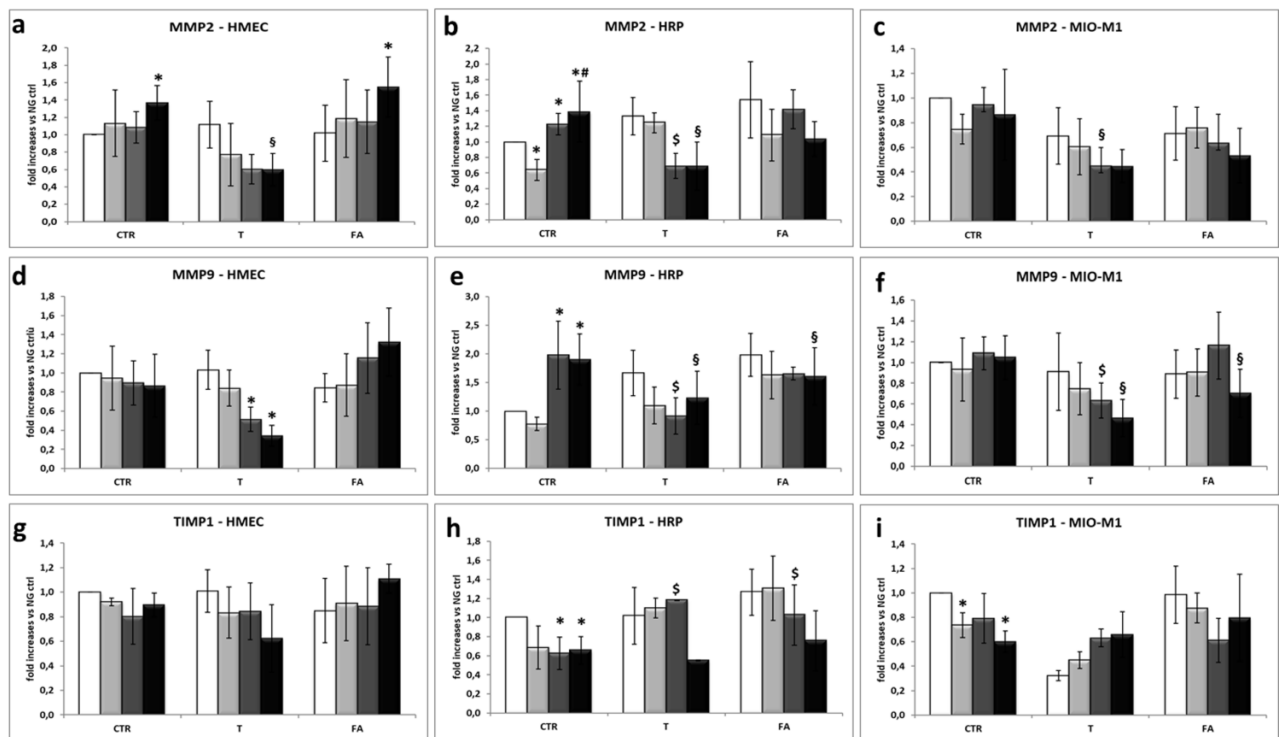 a
MMP2 - HMEC
fold increases vs NG ctrl
2,0
1,8
1,6
1,4
1,2
1,0
0,8
0,6
0,4
0,2
0,0
*
§
*
CTR T FA
b
MMP2 - HRP
fold increases vs NG ctrl
2,2
2,0
1,8
1,6
1,4
1,2
1,0
0,8
0,6
0,4
0,2
0,0
* * *# $ §
CTR T FA
c
MMP2 - MIO-M1
fold increases vs NG ctrl
1,4
1,2
1,0
0,8
0,6
0,4
0,2
0,0
§
CTR T FA
d
MMP9 - HMEC
fold increases vs NG ctrlù
1,8
1,6
1,4
1,2
1,0
0,8
0,6
0,4
0,2
0,0
* *
CTR T FA
e
MMP9 - HRP
fold increases vs NG ctrl
3,0
2,5
2,0
1,5
1,0
0,5
0,0
* * $ § §
CTR T FA
f
MMP9 - MIO-M1
fold increases vs NG ctrl
1,6
1,4
1,2
1,0
0,8
0,6
0,4
0,2
0,0
$ § §
CTR T FA
g
TIMP1 - HMEC
fold increases vs NG ctrl
1,4
1,2
1,0
0,8
0,6
0,4
0,2
0,0
CTR T FA
h
TIMP1 - HRP
fold increases vs NG ctrl
1,8
1,6
1,4
1,2
1,0
0,8
0,6
0,4
0,2
0,0
* * $ $
CTR T FA
i
TIMP1 - MIO-M1
fold increases vs NG ctrl
1,4
1,2
1,0
0,8
0,6
0,4
0,2
0,0
* *
CTR T FA